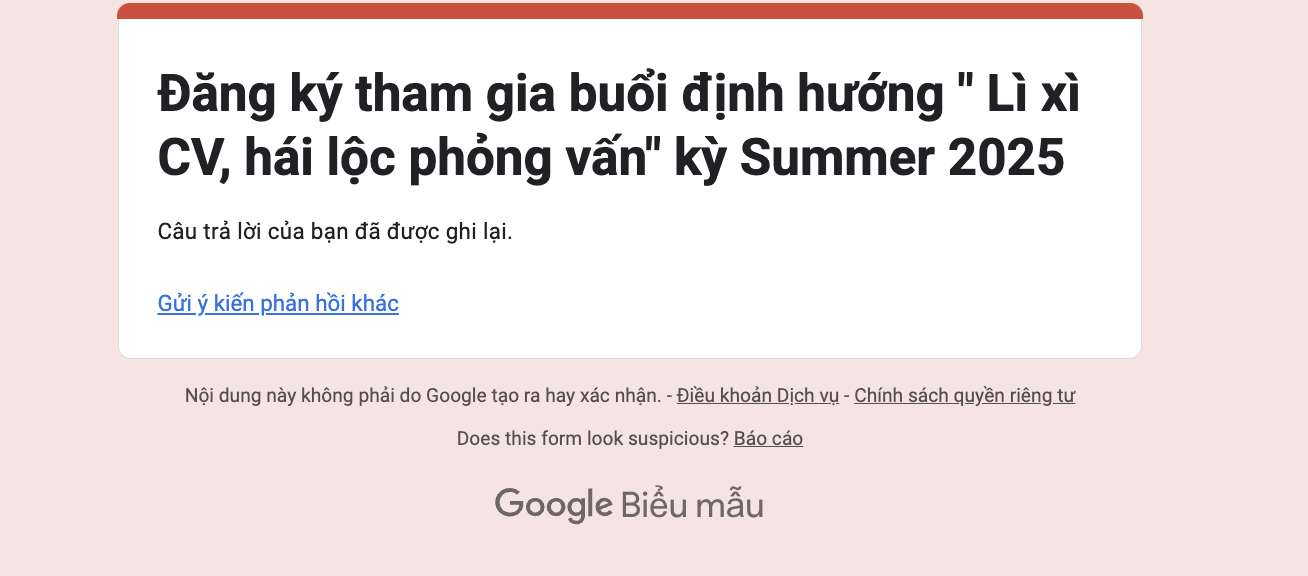 Đăng ký tham gia buổi định hướng " Lì xì
CV, hái lộc phỏng vấn" kỳ Summer 2025
Câu trả lời của bạn đã được ghi lại.
Gửi ý kiến phản hồi khác
Nội dung này không phải do Google tạo ra hay xác nhận. - Điều khoản Dịch vụ - Chính sách quyền riêng tư
Does this form look suspicious? Báo cáo
Google Biểu mẫu